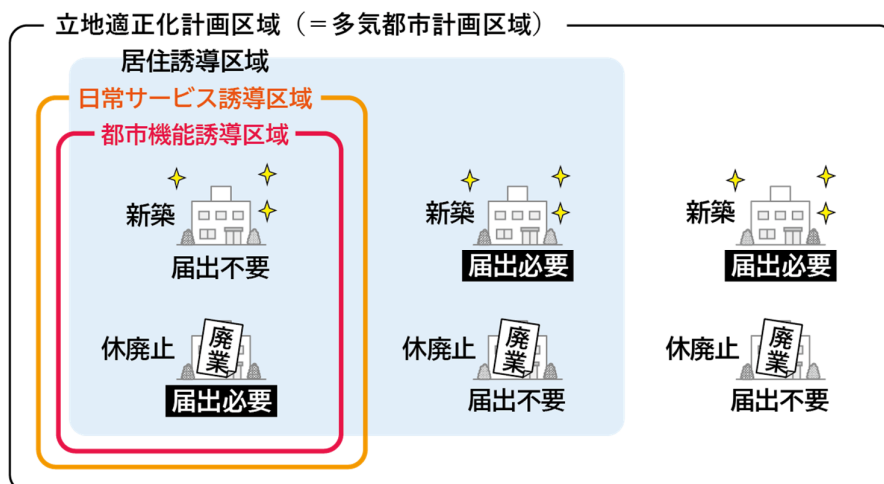 立地適正化計画区域（＝多気都市計画区域）
居住誘導区域
日常サービス誘導区域
都市機能誘導区域
新築
届出不要
新築
届出必要
新築
届出必要
休廃止
廃業
届出必要
休廃止
廃業
届出不要
休廃止
廃業
届出不要